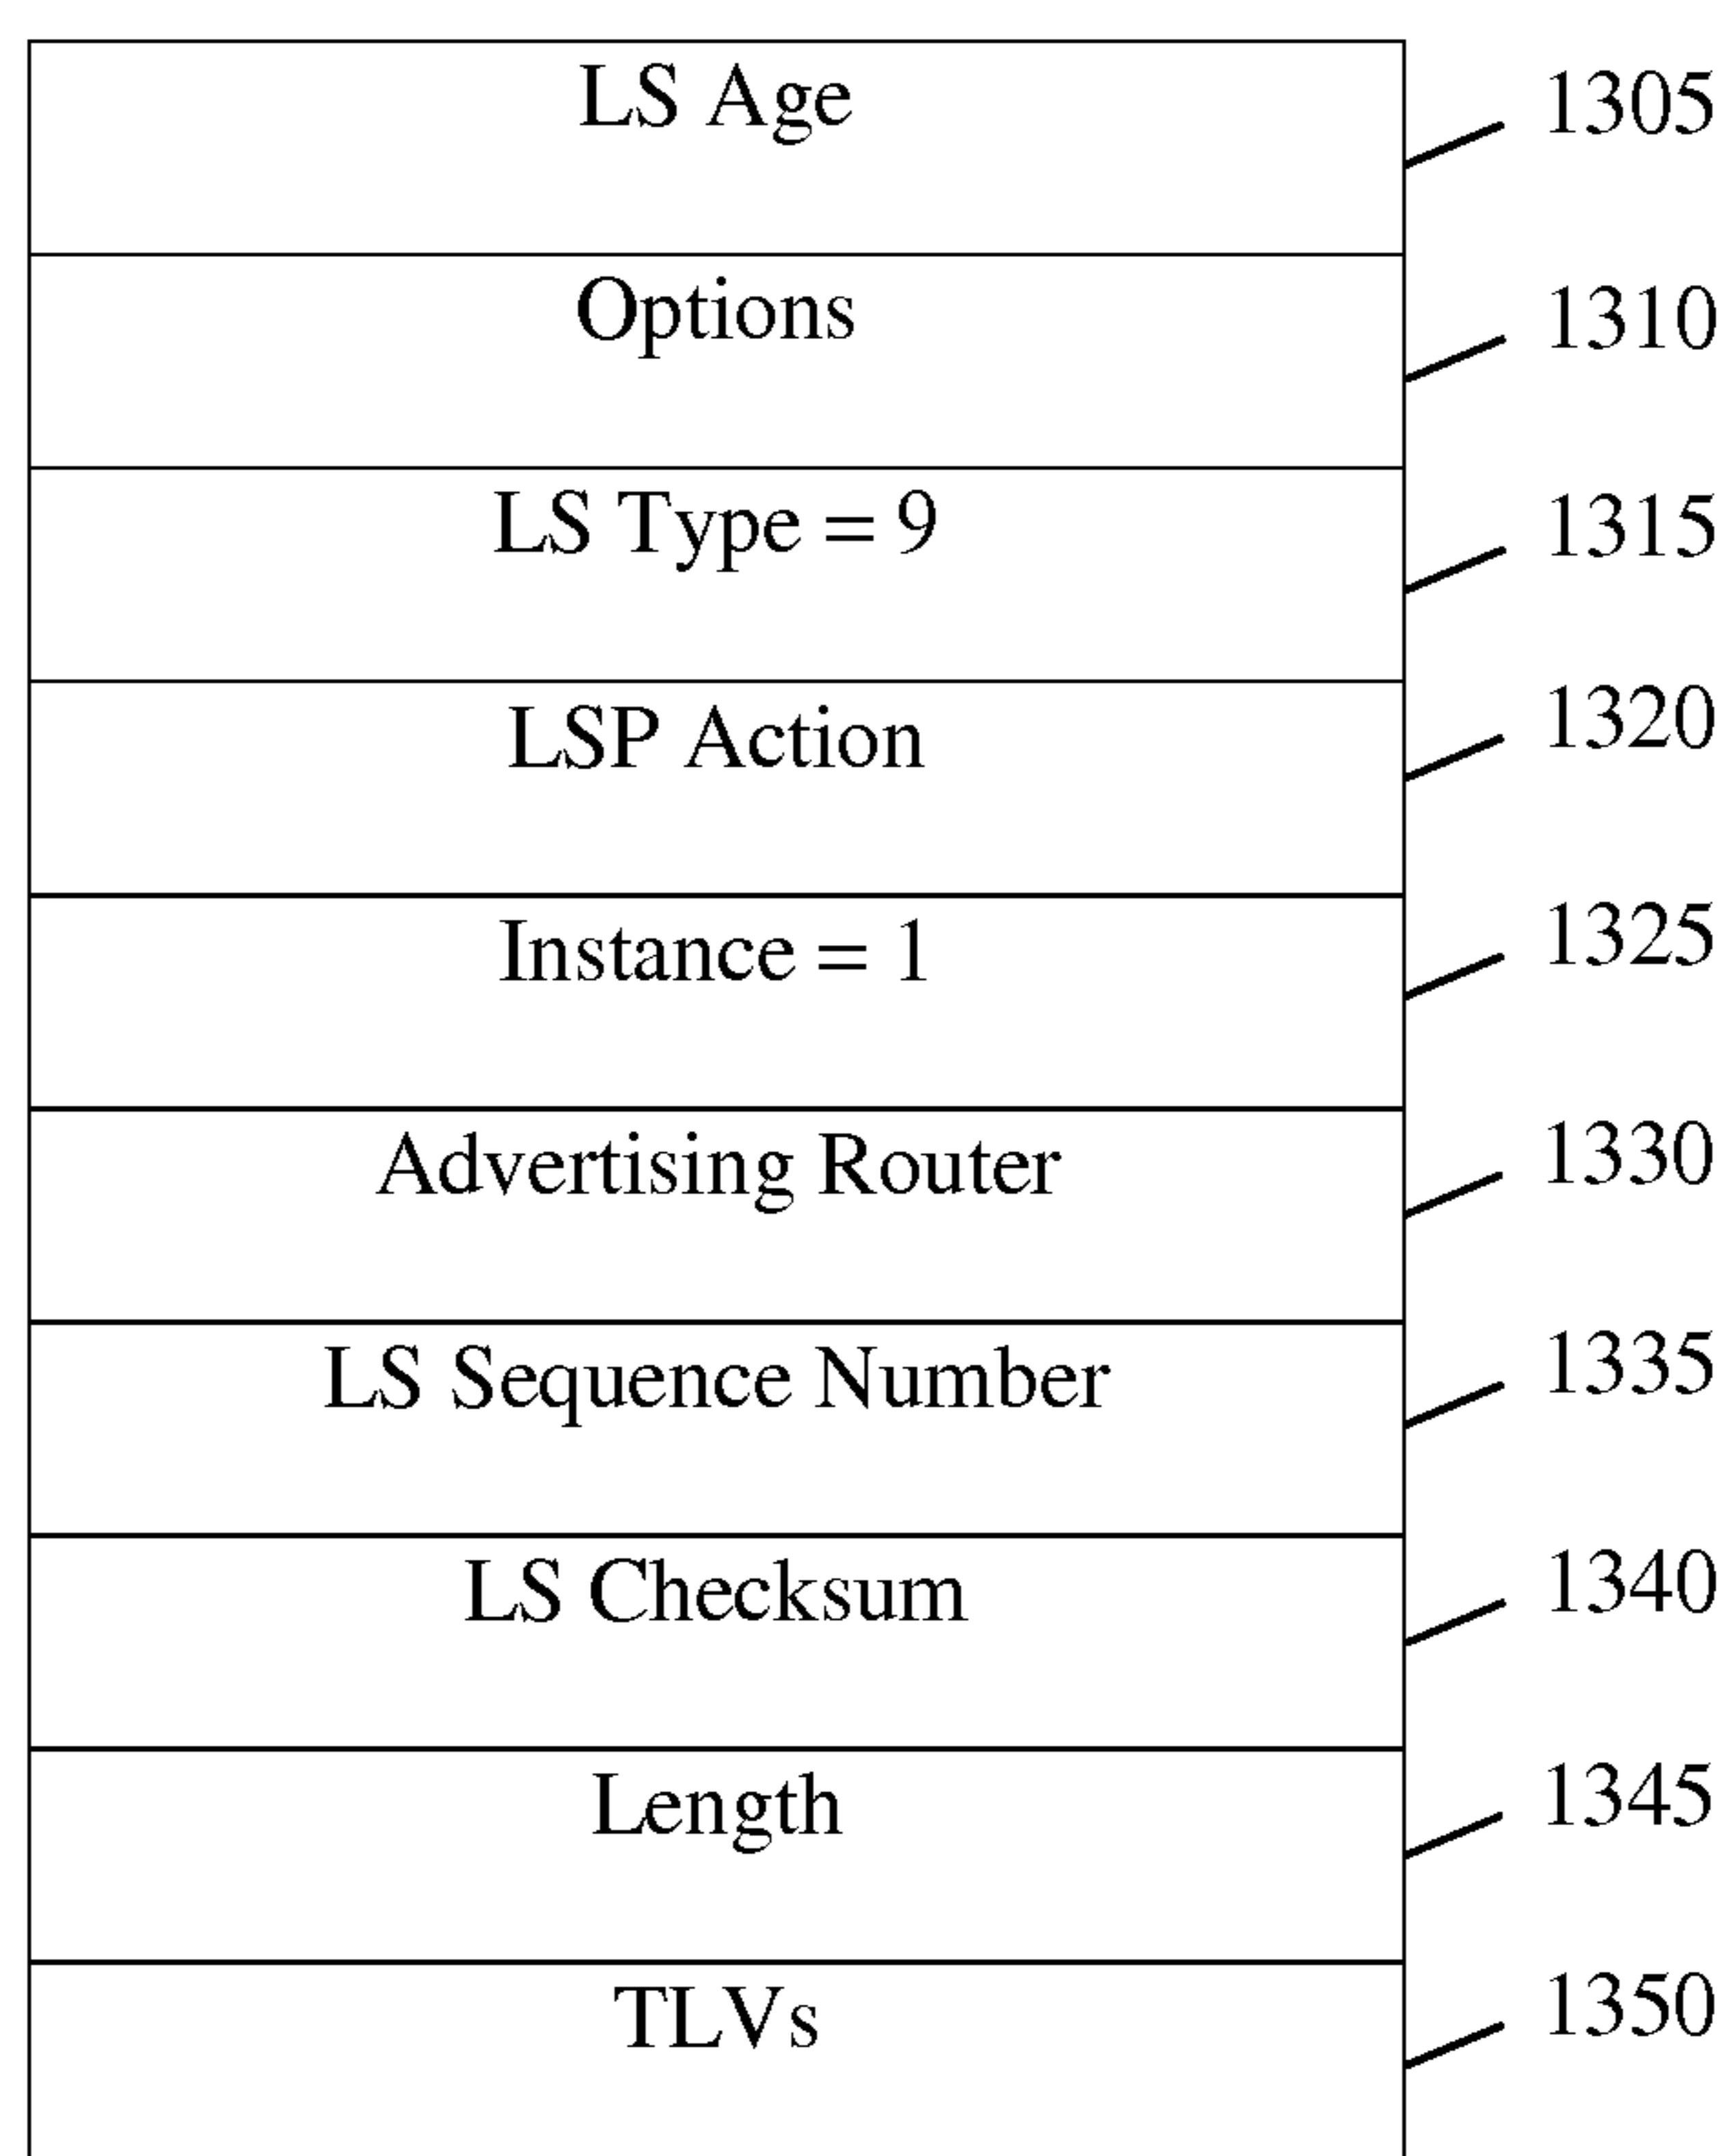 LS Age 1305
Options 1310
LS Type = 9 1315
LSP Action 1320
Instance = 1 1325
Advertising Router 1330
LS Sequence Number 1335
LS Checksum 1340
Length 1345
TLVs 1350